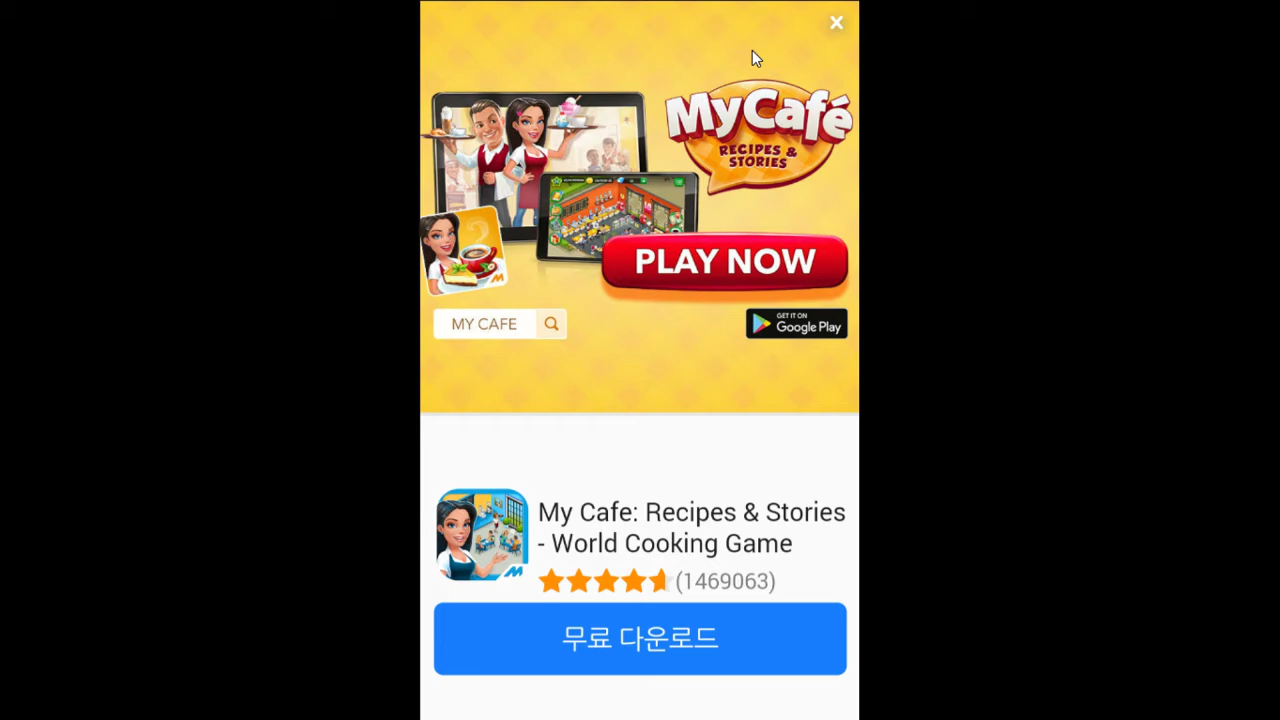 MyCafé
RECIPES &
STORIES
PLAY NOW
MY CAFE
GET IT ON
Google Play
My Cafe: Recipes & Stories
- World Cooking Game
(1469063)
무료 다운로드